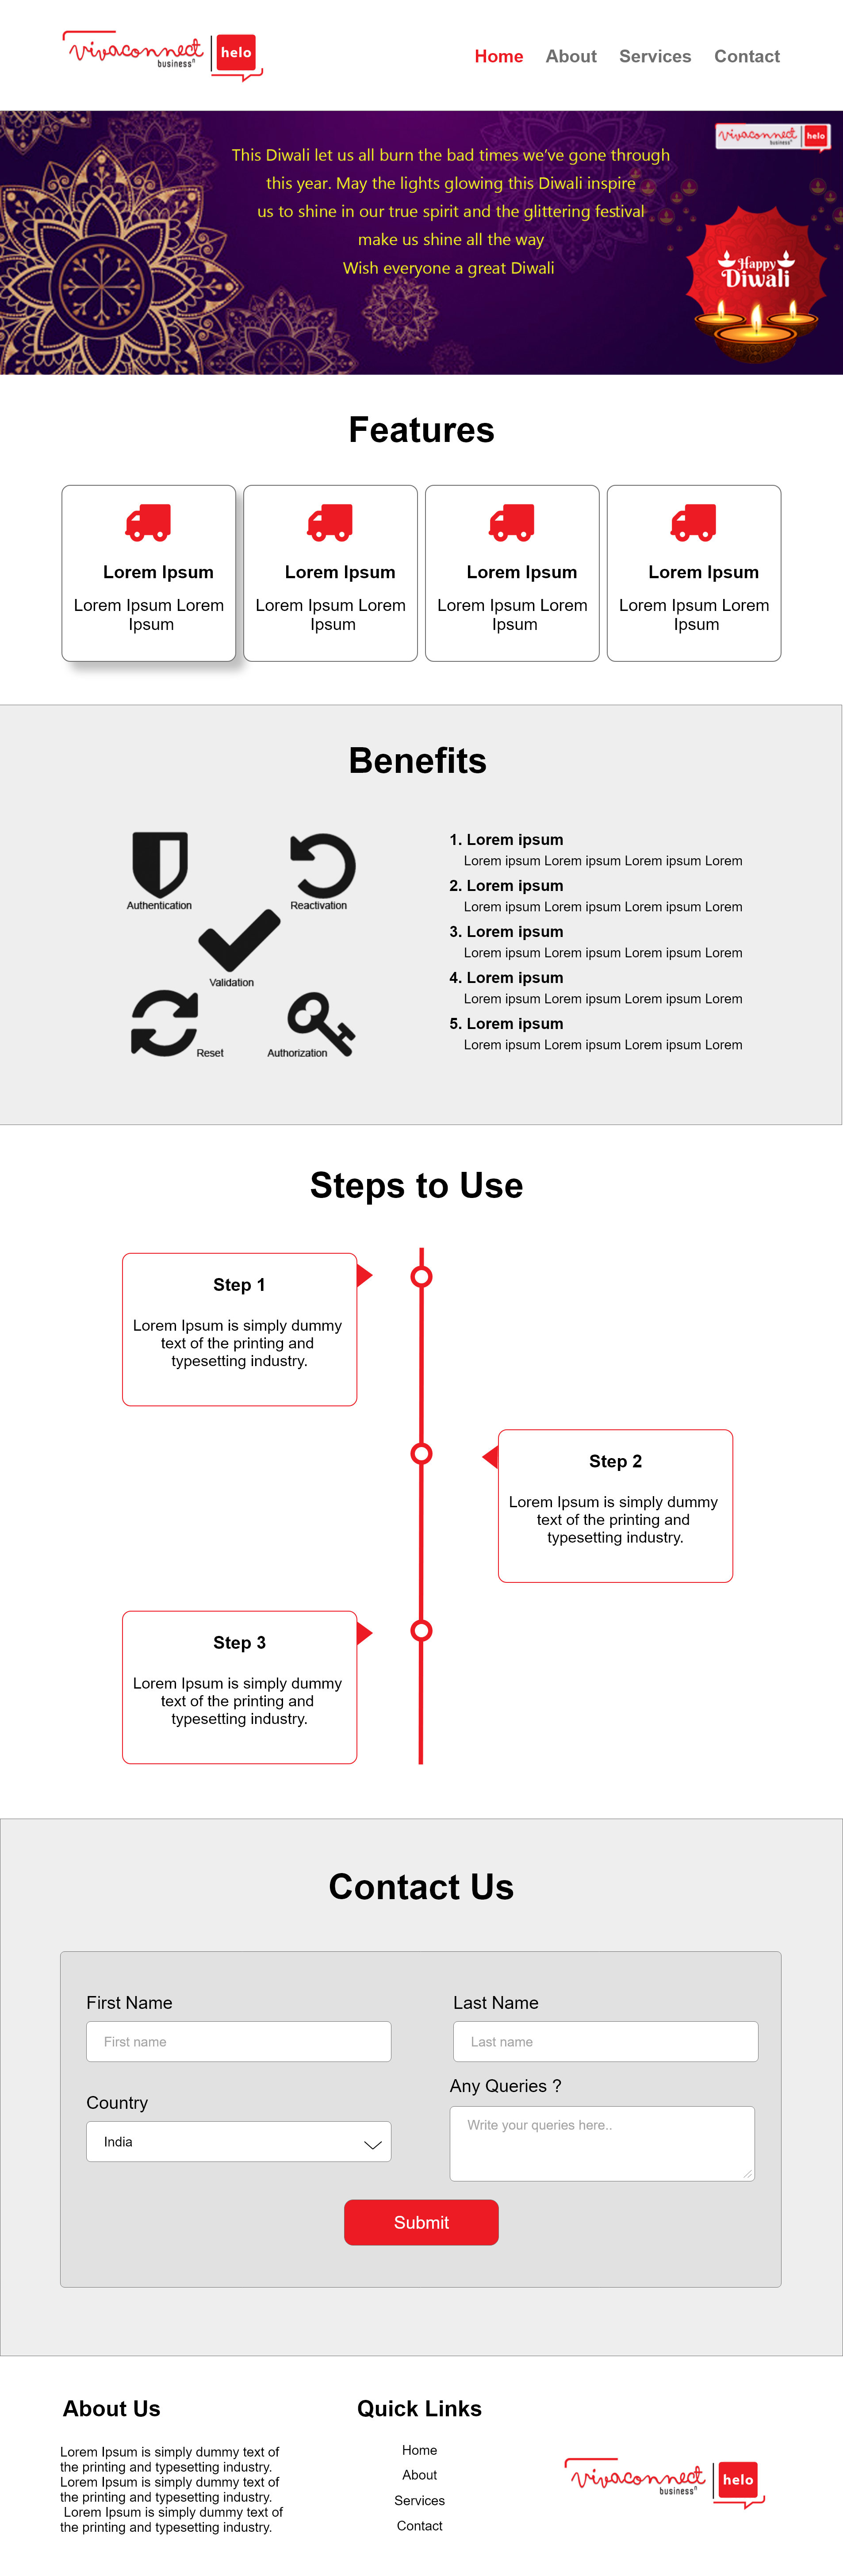 vivaconnect helo
business
Home About Services Contact
vivaconnect helo
business
This Diwali let us all burn the bad times we've gone through
this year. May the lights glowing this Diwali inspire
us to shine in our true spirit and the glittering festival
make us shine all the way
Wish everyone a great Diwali
Happy
Diwali
Features
Lorem Ipsum
Lorem Ipsum Lorem
Ipsum
Lorem Ipsum
Lorem Ipsum Lorem
Ipsum
Lorem Ipsum
Lorem Ipsum Lorem
Ipsum
Lorem Ipsum
Lorem Ipsum Lorem
Ipsum
Benefits
Authentication
Reactivation
Validation
Reset
Authorization
1. Lorem ipsum
Lorem ipsum Lorem ipsum Lorem ipsum Lorem
2. Lorem ipsum
Lorem ipsum Lorem ipsum Lorem ipsum Lorem
3. Lorem ipsum
Lorem ipsum Lorem ipsum Lorem ipsum Lorem
4. Lorem ipsum
Lorem ipsum Lorem ipsum Lorem ipsum Lorem
5. Lorem ipsum
Lorem ipsum Lorem ipsum Lorem ipsum Lorem
Steps to Use
Step 1
Lorem Ipsum is simply dummy
text of the printing and
typesetting industry.
Step 2
Lorem Ipsum is simply dummy
text of the printing and
typesetting industry.
Step 3
Lorem Ipsum is simply dummy
text of the printing and
typesetting industry.
Contact Us
First Name
First name
Last Name
Last name
Country
India
Any Queries ?
Write your queries here..
Submit
About Us
Lorem Ipsum is simply dummy text of
the printing and typesetting industry.
Lorem Ipsum is simply dummy text of
the printing and typesetting industry.
Lorem Ipsum is simply dummy text of
the printing and typesetting industry.
Quick Links
Home
About
Services
Contact
vivaconnect helo
business